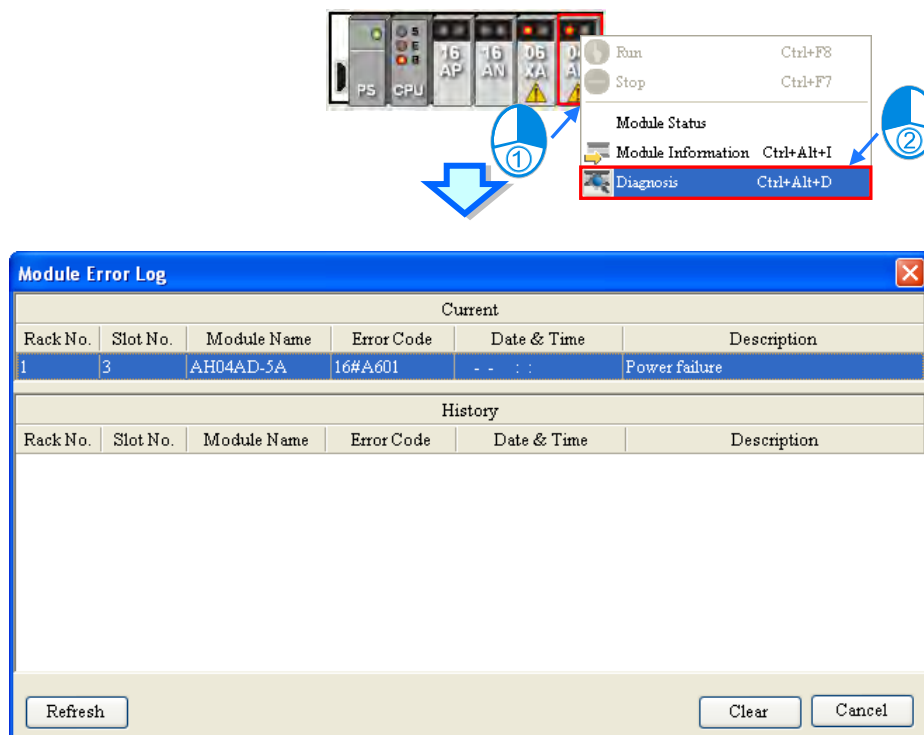 PS
CPU
S
E
B
16
AP
16
AN
06
XA
Run Ctrl+F8
Stop Ctrl+F7
Module Status
Module Information Ctrl+Alt+I
Diagnosis Ctrl+Alt+D
①
②
Module Error Log
Current
Rack No. Slot No. Module Name Error Code Date & Time Description
1 3 AH04AD-5A 16#A601 - - : : Power failure
History
Rack No. Slot No. Module Name Error Code Date & Time Description
Refresh Clear Cancel